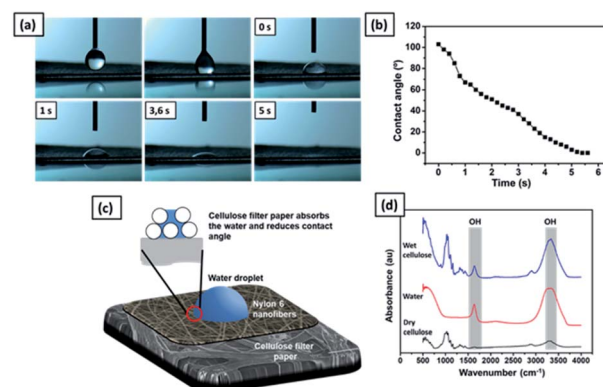 (a)
0 s
1 s
3,6 s
5 s
(b)
Contact angle (º)
120
100
80
60
40
20
0
0 1 2 3 4 5 6
Time (s)
(c)
Cellulose filter paper absorbs
the water and reduces contact
angle
Water droplet
Nylon 6
nanolibers
Cellulose filter
paper
(d)
OH OH
Wet
cellulose
Water
Dry
cellulose
Absorbance (au)
500 1000 1500 2000 2500 3000 3500 4000
Wavenumber (cm⁻¹)